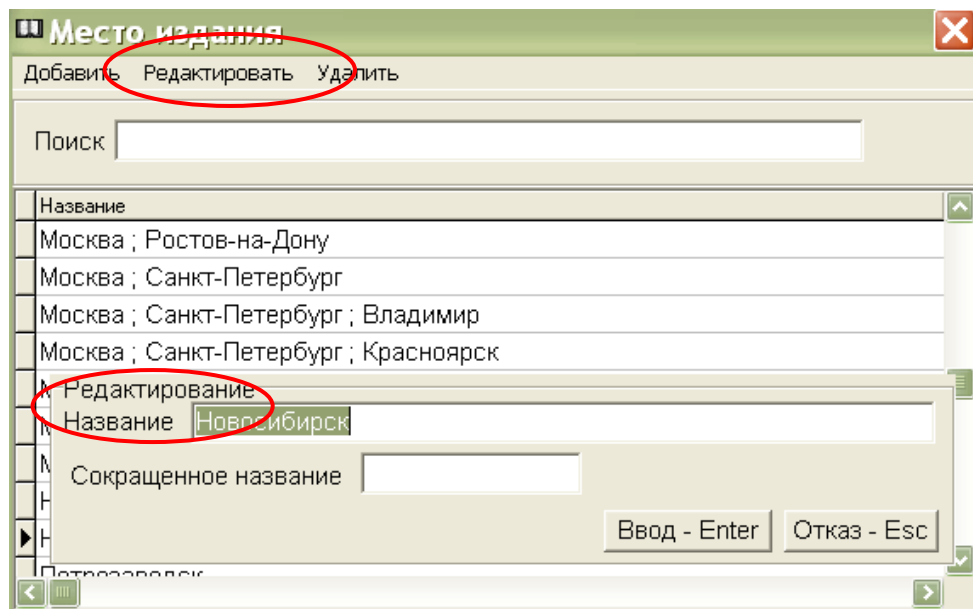 Место издания
Добавить Редактировать Удалить
Поиск
Название
Москва ; Ростов-на-Дону
Москва ; Санкт-Петербург
Москва ; Санкт-Петербург ; Владимир
Москва ; Санкт-Петербург ; Красноярск
Редактирование
Название Новосибирск
Сокращенное название
Ввод - Enter Отказ - Esc
Петрозаводск